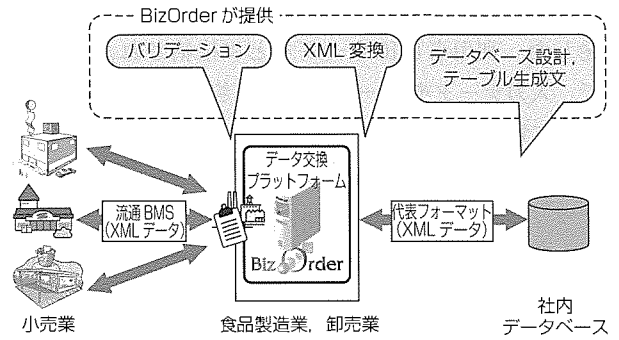 BizOrder が提供
バリデーション
XML 変換
データベース設計,
テーブル生成文
データ交換
プラットフォーム
流通 BMS
(XML データ)
代表フォーマット
(XML データ)
BizOrder
小売業
食品製造業, 卸売業
社内
データベース